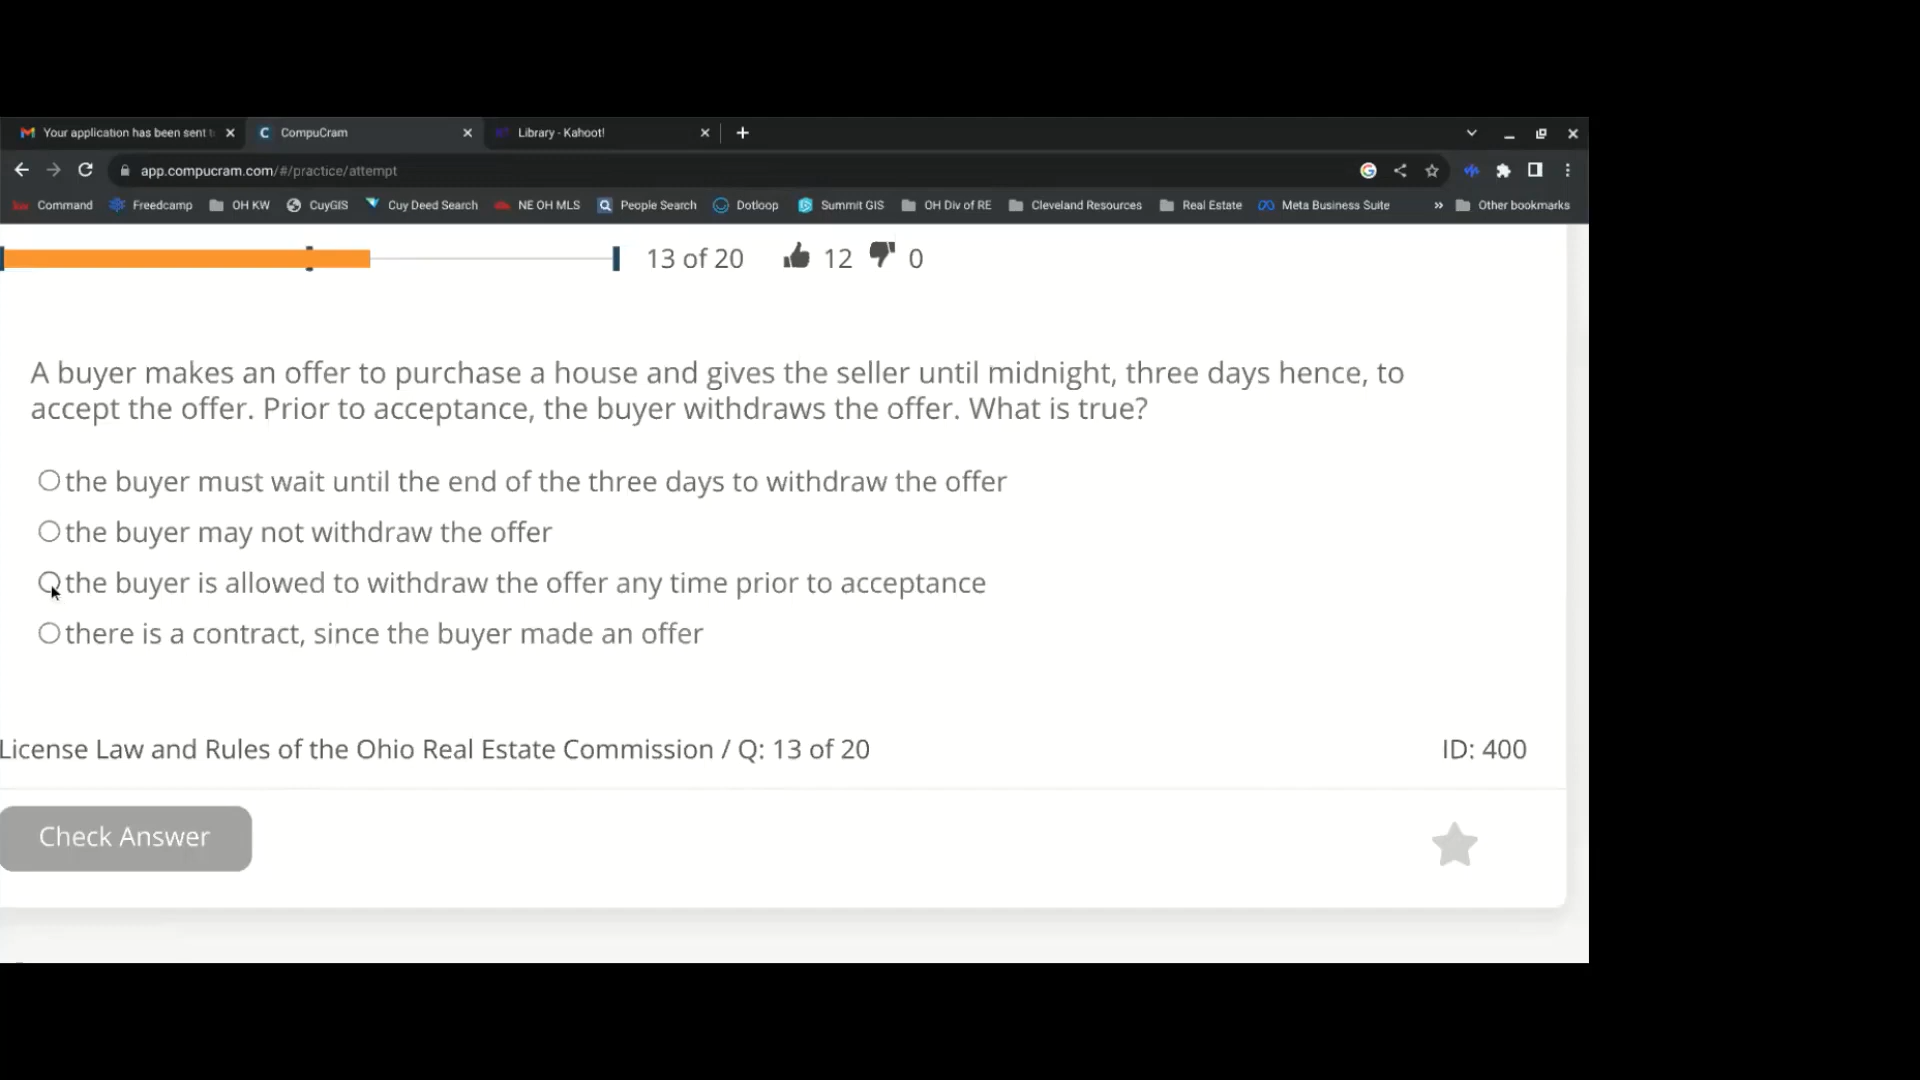 Your application has been sent t
CompuCram
Library - Kahoot!
app.compucram.com/#/practice/attempt
Command Freedcamp OH KW CuyGIS Cuy Deed Search NE OH MLS People Search Dotloop Summit GIS OH Div of RE Cleveland Resources Real Estate Meta Business Suite » Other bookmarks
13 of 20 12 0
A buyer makes an offer to purchase a house and gives the seller until midnight, three days hence, to
accept the offer. Prior to acceptance, the buyer withdraws the offer. What is true?
the buyer must wait until the end of the three days to withdraw the offer
the buyer may not withdraw the offer
the buyer is allowed to withdraw the offer any time prior to acceptance
there is a contract, since the buyer made an offer
License Law and Rules of the Ohio Real Estate Commission / Q: 13 of 20 ID: 400
Check Answer